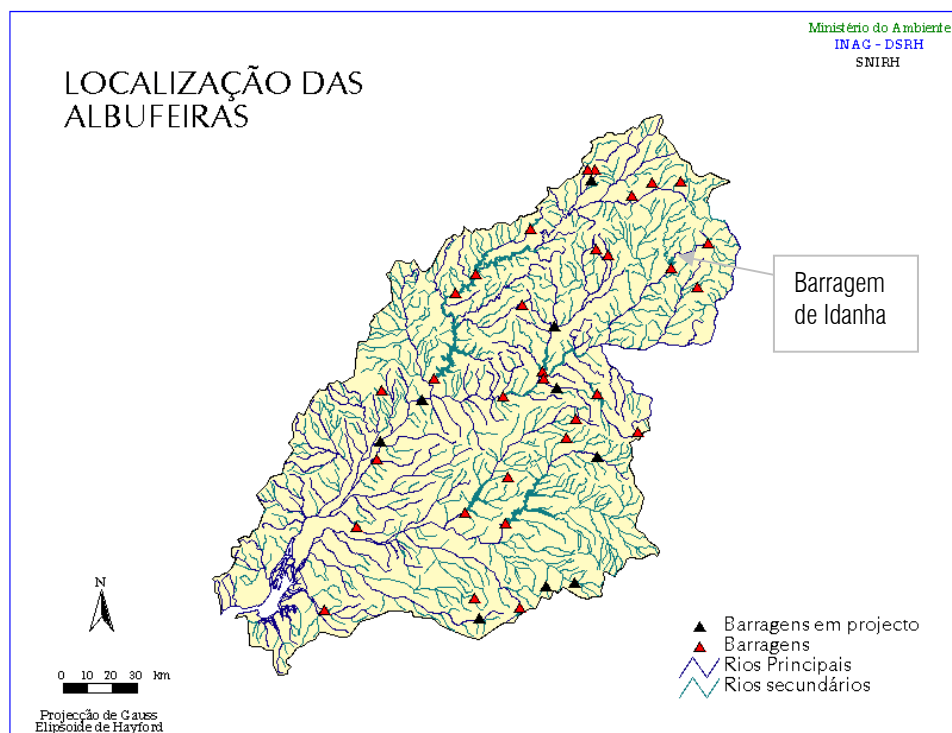 Ministério do Ambiente
INAG - DSRH
SNIRH
LOCALIZAÇÃO DAS
ALBUFEIRAS
Barragem
de Idanha
N
0 10 20 30 km
Projecção de Gauss
Elipsoide de Hayford
Barragens em projecto
Barragens
Rios Principais
Rios secundários